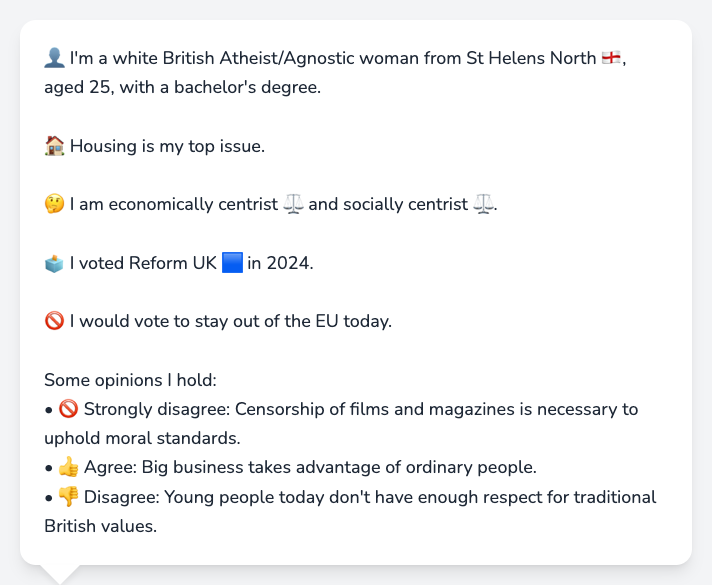 👤 I'm a white British Atheist/Agnostic woman from St Helens North 🏴󠁧󠁢󠁥󠁮󠁧󠁿,
aged 25, with a bachelor's degree.
🏠 Housing is my top issue.
🤔 I am economically centrist ⚖️ and socially centrist ⚖️.
🗳️ I voted Reform UK 🟦 in 2024.
🚫 I would vote to stay out of the EU today.
Some opinions I hold:
• 🚫 Strongly disagree: Censorship of films and magazines is necessary to
uphold moral standards.
• 👍 Agree: Big business takes advantage of ordinary people.
• 👎 Disagree: Young people today don't have enough respect for traditional
British values.